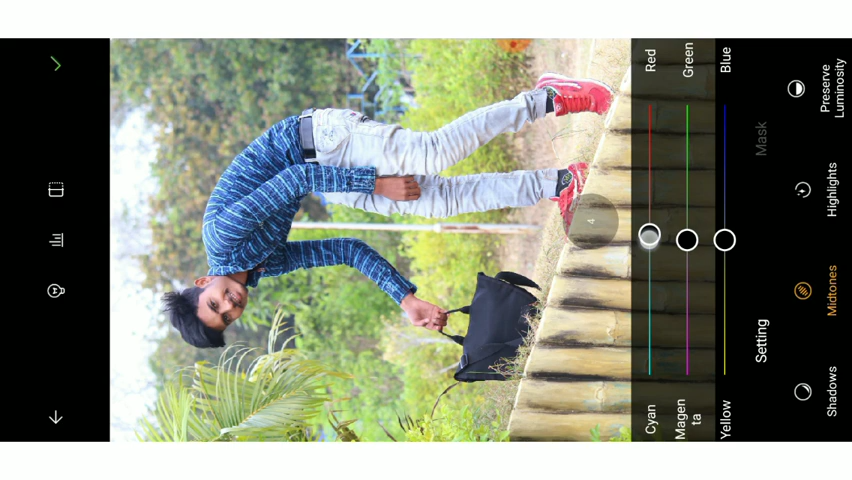 4
Cyan
Red
Magen
ta
Green
Yellow
Blue
Setting
Mask
Shadows
Midtones
Highlights
Preserve
Luminosity